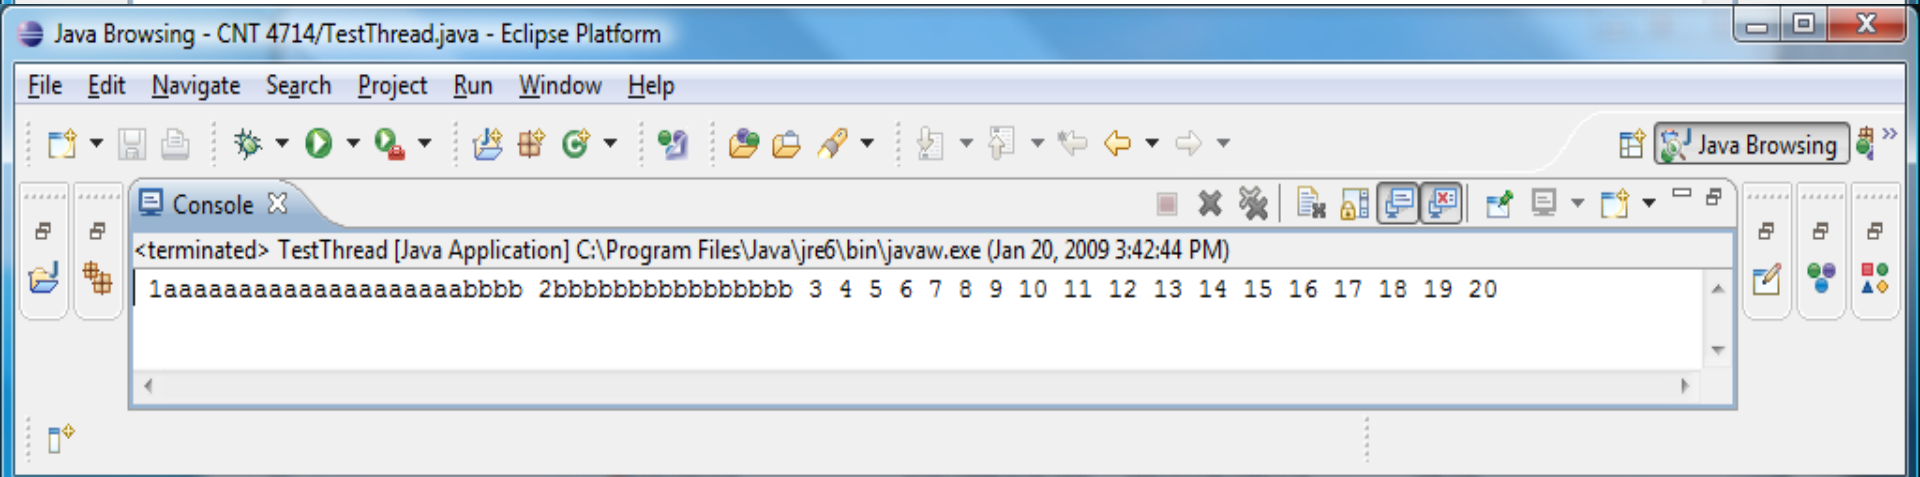 Java Browsing - CNT 4714/TestThread.java - Eclipse Platform
File Edit Navigate Search Project Run Window Help
Java Browsing
Console
<terminated> TestThread [Java Application] C:\Program Files\Java\jre6\bin\javaw.exe (Jan 20, 2009 3:42:44 PM)
1aaaaaaaaaaaaaaaaaaaabbbb 2bbbbbbbbbbbbbbbb 3 4 5 6 7 8 9 10 11 12 13 14 15 16 17 18 19 20